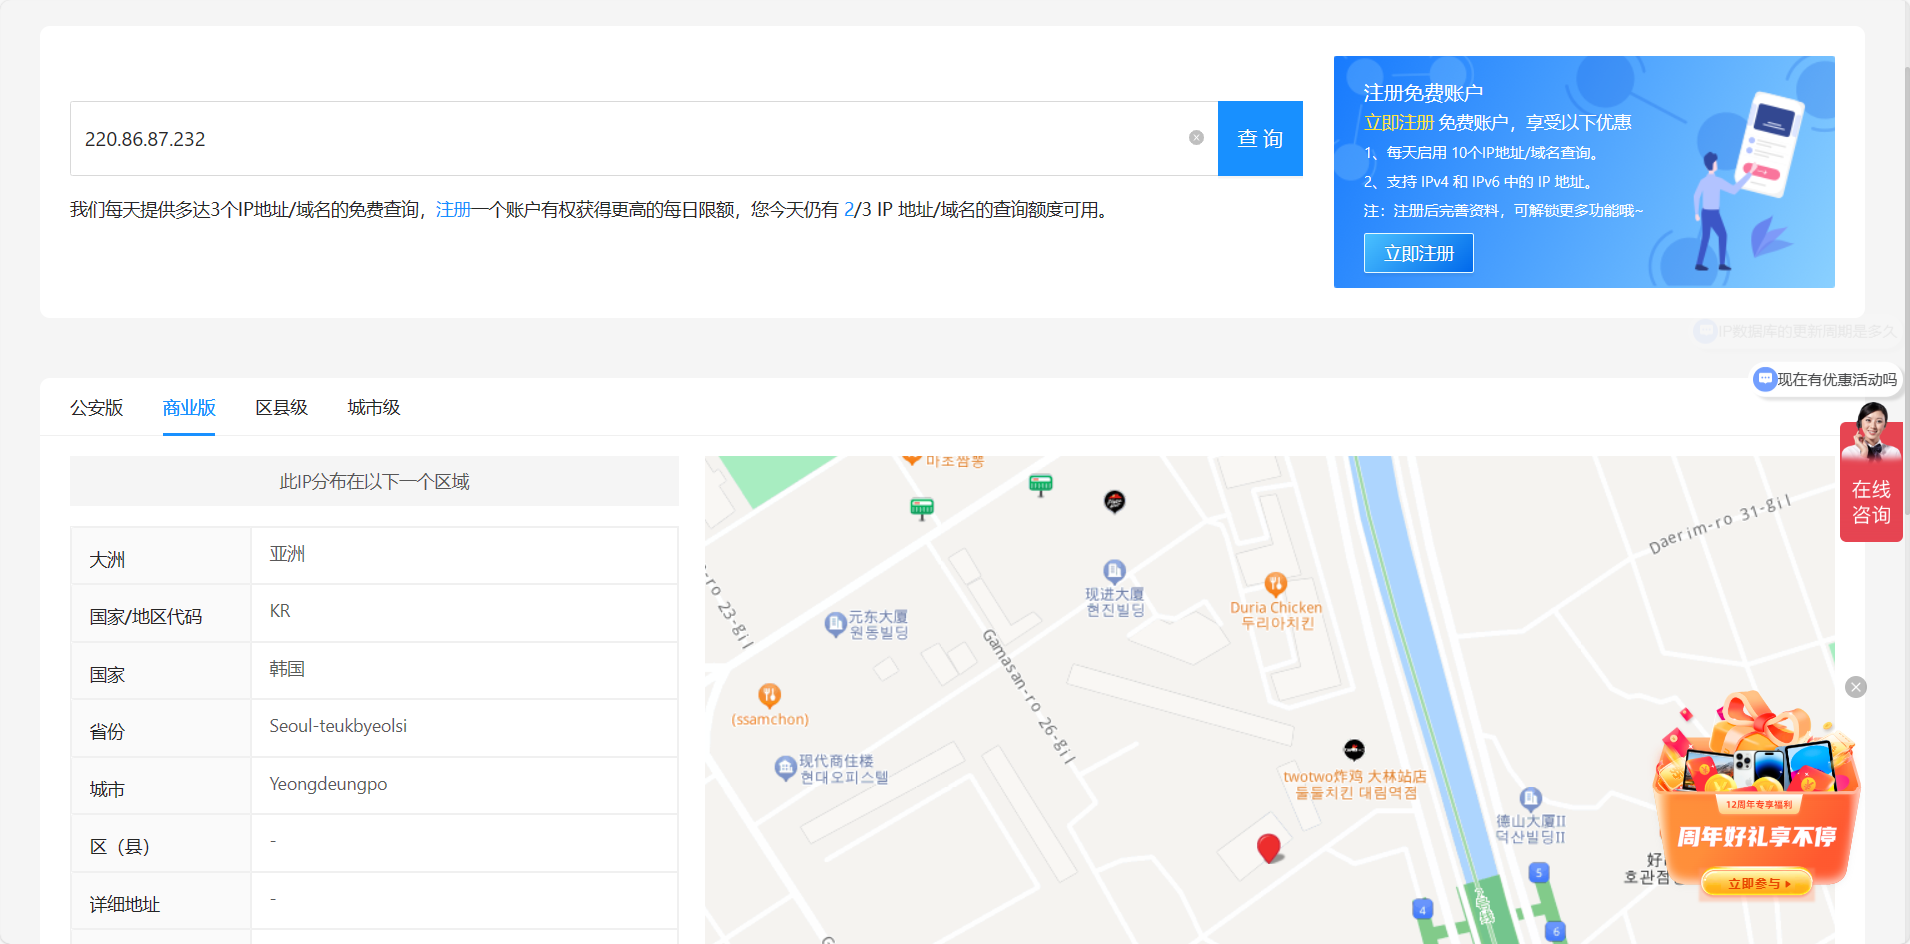 220.86.87.232
查 询
我们每天提供多达3个IP地址/域名的免费查询，注册一个账户有权获得更高的每日限额，您今天仍有 2/3 IP 地址/域名的查询额度可用。
注册免费账户
立即注册 免费账户，享受以下优惠
1、每天启用 10个IP地址/域名查询。
2、支持 IPv4 和 IPv6 中的 IP 地址。
注：注册后完善资料，可解锁更多功能哦~
立即注册
IP数据库的更新周期是多久
现在有优惠活动吗
在线
咨询
公安版
商业版
区县级
城市级
此IP分布在以下一个区域
大洲
亚洲
国家/地区代码
KR
国家
韩国
省份
Seoul-teukbyeolsi
城市
Yeongdeungpo
区（县）
-
详细地址
-
마초짬뽕
Daerim-ro 31-gil
-ro 23-gil
元东大厦
원동빌딩
现进大厦
현진빌딩
Duria Chicken
두리아치킨
Gamasan-ro 26-gil
(ssamchon)
现代商住楼
현대오피스텔
twotwo炸鸡 大林站店
둘둘치킨 대림역점
德山大厦II
덕산빌딩II
호관점
4
5
6
12周年专享福利
周年好礼享不停
立即参与